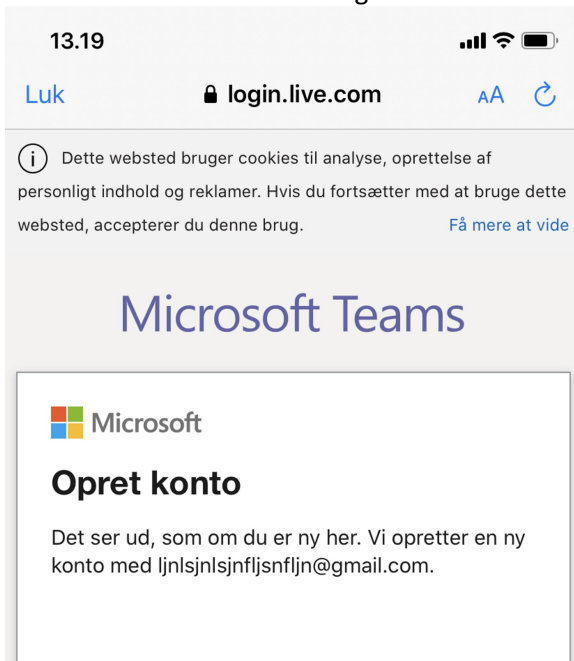 13.19
Luk
login.live.com
AA
Dette websted bruger cookies til analyse, oprettelse af
personligt indhold og reklamer. Hvis du fortsætter med at bruge dette
websted, accepterer du denne brug.
Få mere at vide
Microsoft Teams
Microsoft
Opret konto
Det ser ud, som om du er ny her. Vi opretter en ny
konto med ljnlsjnlsjnfljsnfljn@gmail.com.